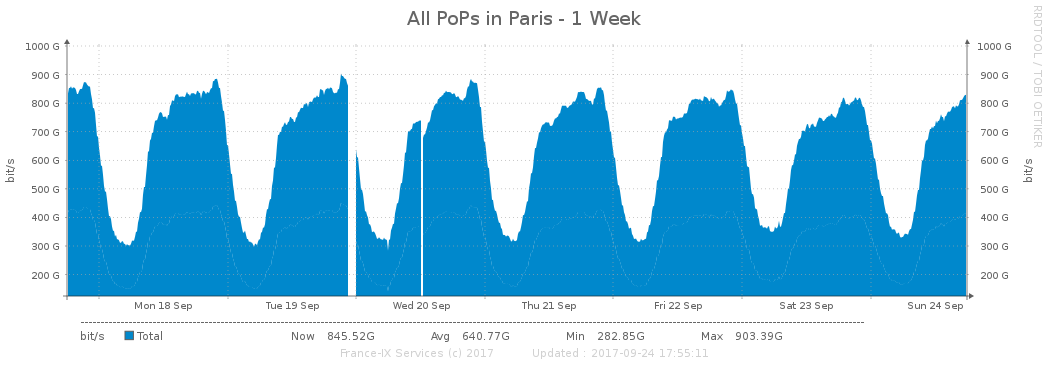 All PoPs in Paris - 1 Week
RRDTOOL / TOBI OETIKER
bit/s
1000 G 1000 G
900 G 900 G
800 G 800 G
700 G 700 G
600 G 600 G
500 G 500 G
400 G 400 G
300 G 300 G
200 G 200 G
bit/s
Mon 18 Sep Tue 19 Sep Wed 20 Sep Thu 21 Sep Fri 22 Sep Sat 23 Sep Sun 24 Sep
bit/s Total Now 845.52G Avg 640.77G Min 282.85G Max 903.39G
France-IX Services (c) 2017 Updated : 2017-09-24 17:55:11